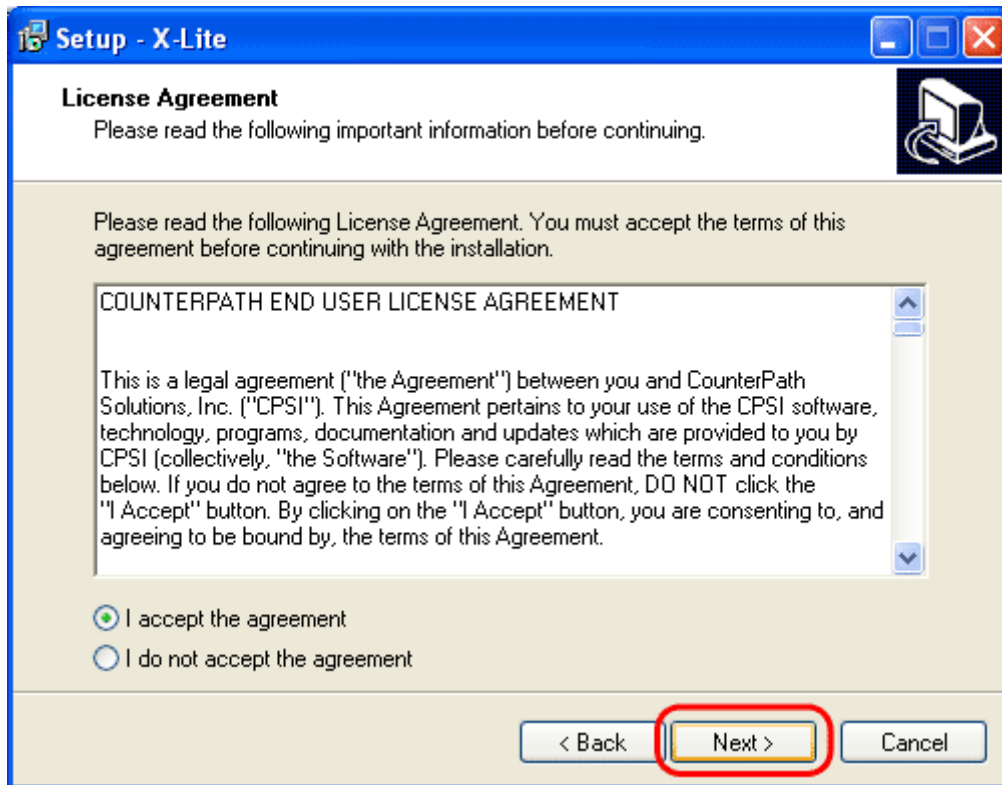 Setup - X-Lite
License Agreement
Please read the following important information before continuing.
Please read the following License Agreement. You must accept the terms of this
agreement before continuing with the installation.
COUNTERPATH END USER LICENSE AGREEMENT
This is a legal agreement ("the Agreement") between you and CounterPath
Solutions, Inc. ("CPSI"). This Agreement pertains to your use of the CPSI software,
technology, programs, documentation and updates which are provided to you by
CPSI (collectively, "the Software"). Please carefully read the terms and conditions
below. If you do not agree to the terms of this Agreement, DO NOT click the
"I Accept" button. By clicking on the "I Accept" button, you are consenting to, and
agreeing to be bound by, the terms of this Agreement.
I accept the agreement
I do not accept the agreement
< Back Next > Cancel